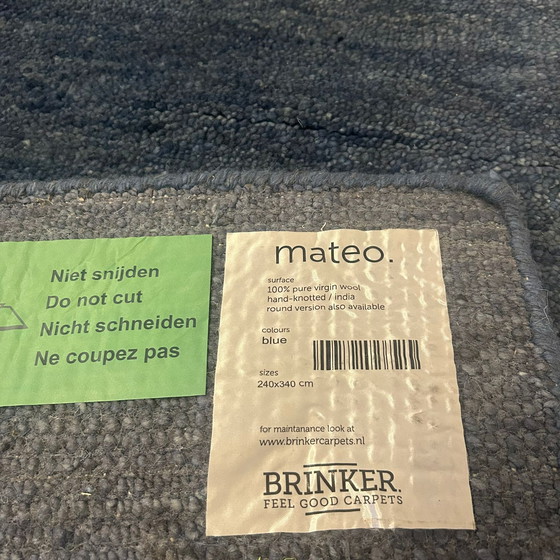 Niet snijden
Do not cut
Nicht schneiden
Ne coupez pas
mateo.
surface
100% pure virgin wool
hand-knotted / india
round version also available
colours
blue
sizes
240x340 cm
for maintanance look at
www.brinkercarpets.nl
BRINKER.
FEEL GOOD CARPETS